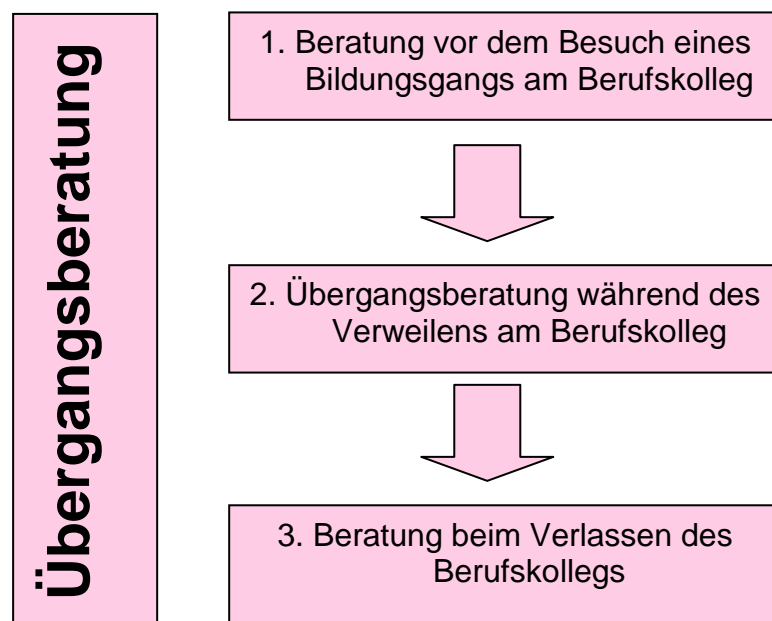 Übergangsberatung
1. Beratung vor dem Besuch eines
Bildungsgangs am Berufskolleg
2. Übergangsberatung während des
Verweilens am Berufskolleg
3. Beratung beim Verlassen des
Berufskollegs